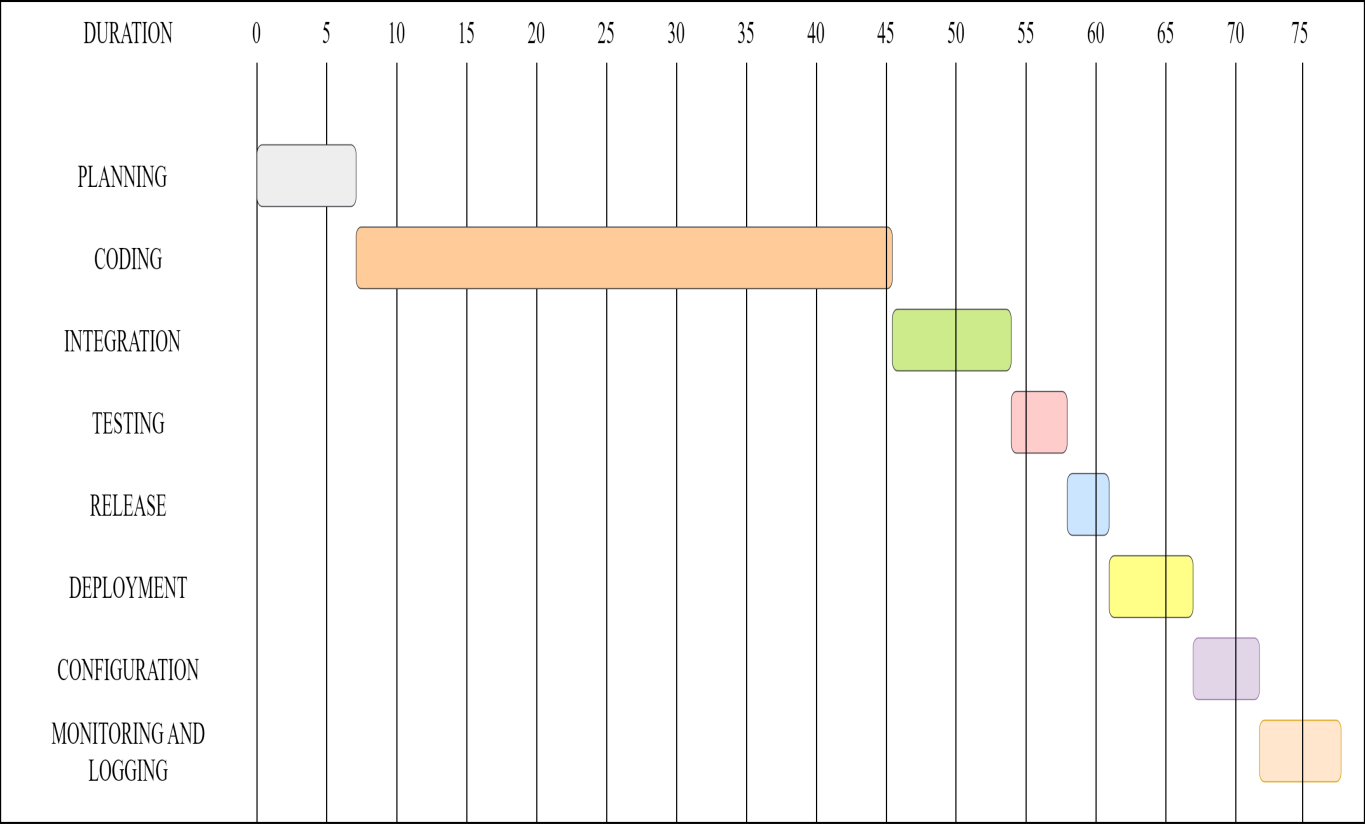 DURATION 0 5 10 15 20 25 30 35 40 45 50 55 60 65 70 75
PLANNING
CODING
INTEGRATION
TESTING
RELEASE
DEPLOYMENT
CONFIGURATION
MONITORING AND
LOGGING